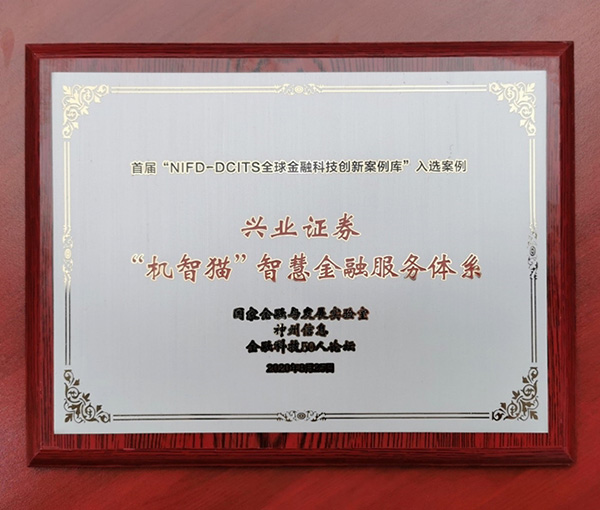 首届“NIFD-DCITS全球金融科技创新案例库”入选案例
兴业证券
“机智猫”智慧金融服务体系
国家金融与发展实验室
神州信息
金融科技50人论坛